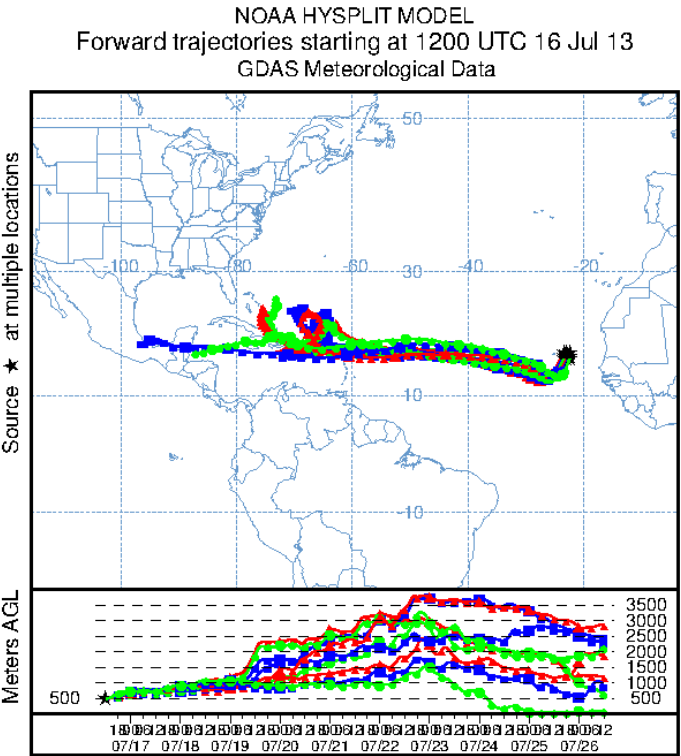 NOAA HYSPLIT MODEL
Forward trajectories starting at 1200 UTC 16 Jul 13
GDAS Meteorological Data
Source ★ at multiple locations
50
-100 -80 -60 -40 -20
30
10
-10
Meters AGL
500
3500
3000
2500
2000
1500
1000
500
07/17 07/18 07/19 07/20 07/21 07/22 07/23 07/24 07/25 07/26